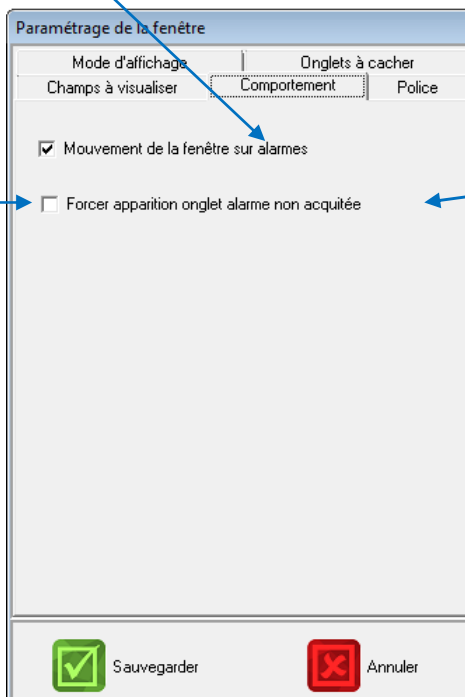 Paramétrage de la fenêtre
Mode d'affichage Onglets à cacher
Champs à visualiser Comportement Police
Mouvement de la fenêtre sur alarmes
Forcer apparition onglet alarme non acquitée
Sauvegarder Annuler